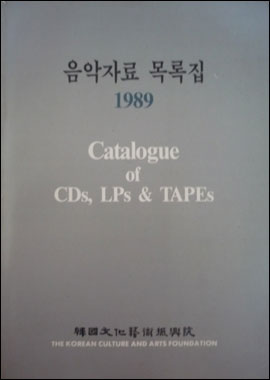 음악자료 목록집
1989
Catalogue
of
CDs, LPs & TAPEs
韓國文化藝術振興院
THE KOREAN CULTURE AND ARTS FOUNDATION